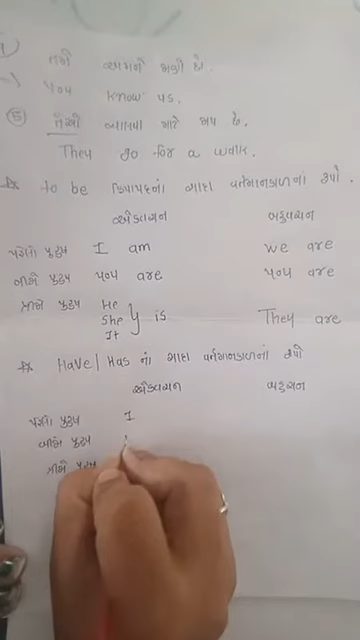 તમે અમને જાણો છો.
you know us.
⑤ તેઓ ચાલવા માટે જાય છે.
They go for a walk.
* to be ક્રિયાપદનાં સાદા વર્તમાનકાળનાં રૂપો.
એકવચન બહુવચન
પહેલો પુરુષ I am we are
બીજો પુરુષ you are you are
ત્રીજો પુરુષ He
She } is They are
It
* Have / Has નાં સાદા વર્તમાનકાળનાં રૂપો
એકવચન બહુવચન
પહેલો પુરુષ I
બીજો પુરુષ
ત્રીજો પુરુષ